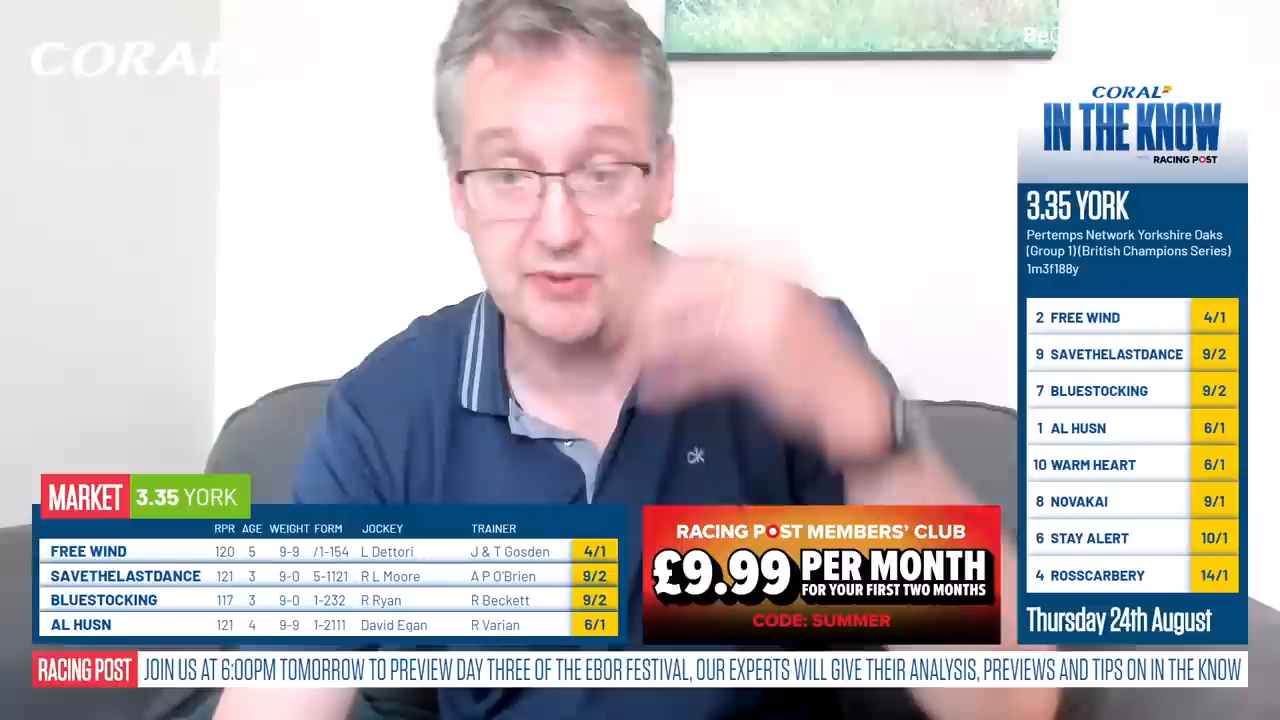 CORAL
CORAL
IN THE KNOW
RACING POST
3.35 YORK
Pertemps Network Yorkshire Oaks
(Group 1)(British Champions Series)
1m3f188y
2 FREE WIND 4/1
9 SAVETHELASTDANCE 9/2
7 BLUESTOCKING 9/2
1 AL HUSN 6/1
10 WARM HEART 6/1
8 NOVAKAI 9/1
6 STAY ALERT 10/1
4 ROSSCARBERY 14/1
Thursday 24th August
ck
MARKET 3.35 YORK
RPR AGE WEIGHT FORM JOCKEY TRAINER
FREE WIND 120 5 9-9 /1-154 L Dettori J & T Gosden 4/1
SAVETHELASTDANCE 121 3 9-0 5-1121 R L Moore A P O'Brien 9/2
BLUESTOCKING 117 3 9-0 1-232 R Ryan R Beckett 9/2
AL HUSN 121 4 9-9 1-2111 David Egan R Varian 6/1
RACING POST MEMBERS' CLUB
£9.99 PER MONTH
FOR YOUR FIRST TWO MONTHS
CODE: SUMMER
RACING POST JOIN US AT 6:00PM TOMORROW TO PREVIEW DAY THREE OF THE EBOR FESTIVAL, OUR EXPERTS WILL GIVE THEIR ANALYSIS, PREVIEWS AND TIPS ON IN THE KNOW